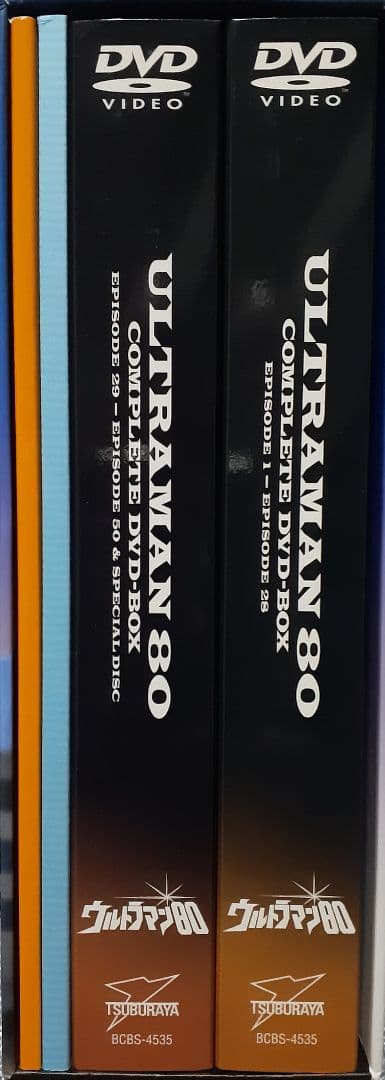 DVD
VIDEO
ULTRAMAN 80
COMPLETE DVD-BOX
EPISODE 29 – EPISODE 50 & SPECIAL DISC
ウルトラマン80
TSUBURAYA
BCBS-4535
DVD
VIDEO
ULTRAMAN 80
COMPLETE DVD-BOX
EPISODE 1 – EPISODE 28
ウルトラマン80
TSUBURAYA
BCBS-4535